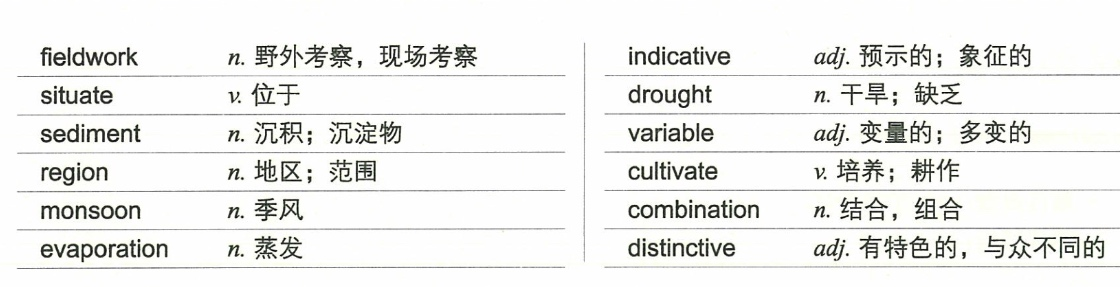 fieldwork n. 野外考察，现场考察
situate v. 位于
sediment n. 沉积；沉淀物
region n. 地区；范围
monsoon n. 季风
evaporation n. 蒸发
indicative adj. 预示的；象征的
drought n. 干旱；缺乏
variable adj. 变量的；多变的
cultivate v. 培养；耕作
combination n. 结合，组合
distinctive adj. 有特色的，与众不同的